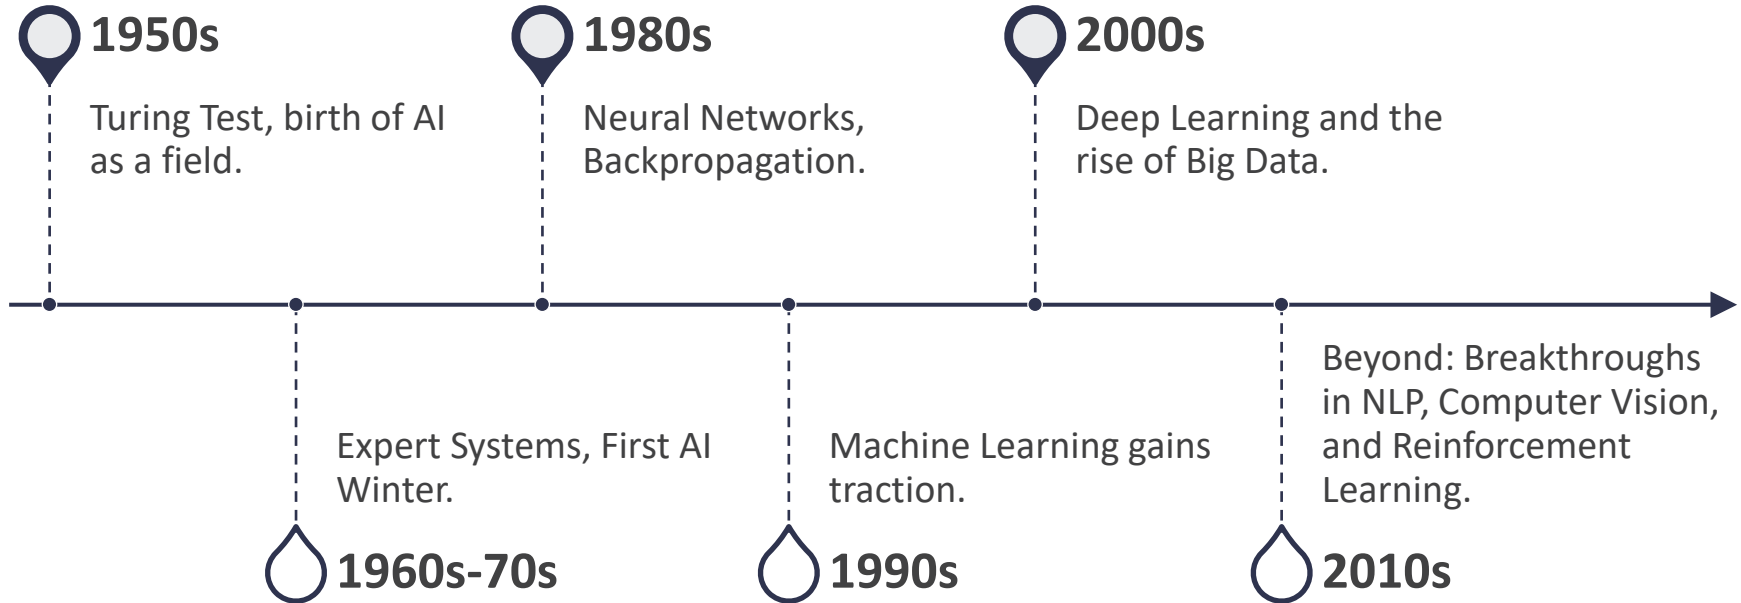 1950s
Turing Test, birth of AI
as a field.
1980s
Neural Networks,
Backpropagation.
2000s
Deep Learning and the
rise of Big Data.
Expert Systems, First AI
Winter.
1960s-70s
Machine Learning gains
traction.
1990s
Beyond: Breakthroughs
in NLP, Computer Vision,
and Reinforcement
Learning.
2010s